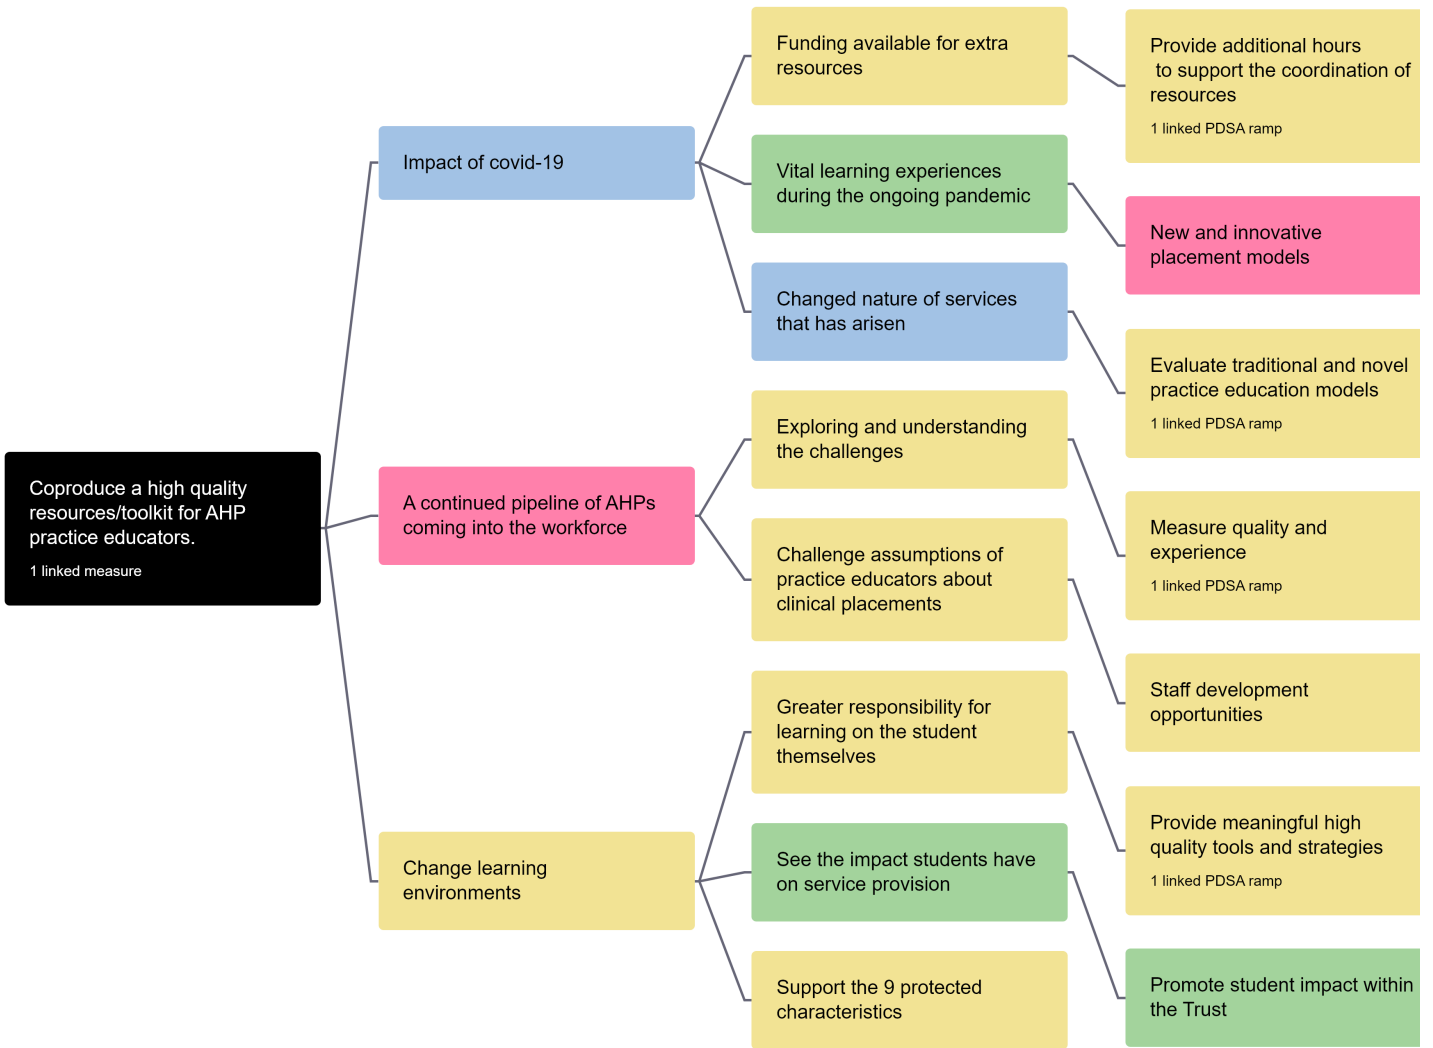 Coproduce a high quality
resources/toolkit for AHP
practice educators.
1 linked measure
Impact of covid-19
A continued pipeline of AHPs
coming into the workforce
Change learning
environments
Funding available for extra
resources
Vital learning experiences
during the ongoing pandemic
Changed nature of services
that has arisen
Exploring and understanding
the challenges
Challenge assumptions of
practice educators about
clinical placements
Greater responsibility for
learning on the student
themselves
See the impact students have
on service provision
Support the 9 protected
characteristics
Provide additional hours
to support the coordination of
resources
1 linked PDSA ramp
New and innovative
placement models
Evaluate traditional and novel
practice education models
1 linked PDSA ramp
Measure quality and
experience
1 linked PDSA ramp
Staff development
opportunities
Provide meaningful high
quality tools and strategies
1 linked PDSA ramp
Promote student impact within
the Trust